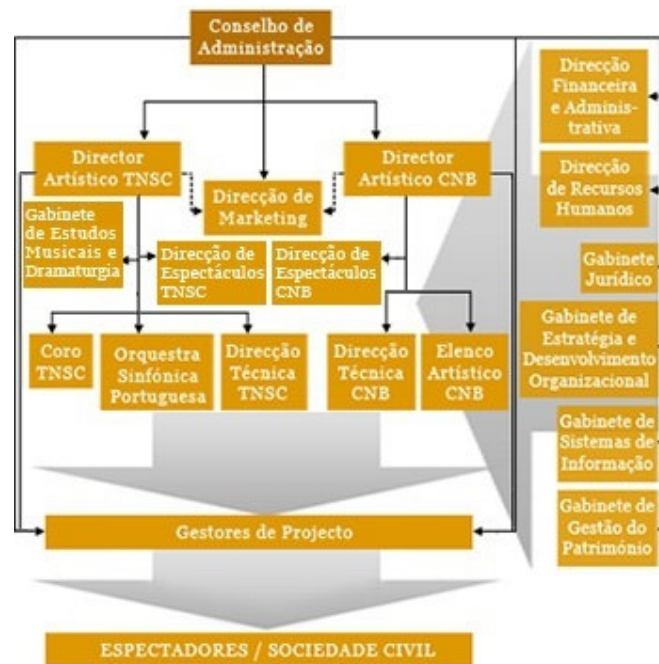 Conselho de
Administração
Direcção
Financeira
e Adminis-
trativa
Director
Artístico TNSC
Director
Artístico CNB
Direcção de
Marketing
Direcção
de Recursos
Humanos
Gabinete
de Estudos
Musicais e
Dramaturgia
Direcção de
Espectáculos
TNSC
Direcção
de Espectáculos
CNB
Gabinete
Jurídico
Gabinete de
Estratégia e
Desenvolvimento
Organizacional
Coro
TNSC
Orquestra
Sinfónica
Portuguesa
Direcção
Técnica
TNSC
Direcção
Técnica
CNB
Elenco
Artístico
CNB
Gabinete de
Sistemas de
Informação
Gabinete de
Gestão do
Património
Gestores de Projecto
ESPECTADORES / SOCIEDADE CIVIL